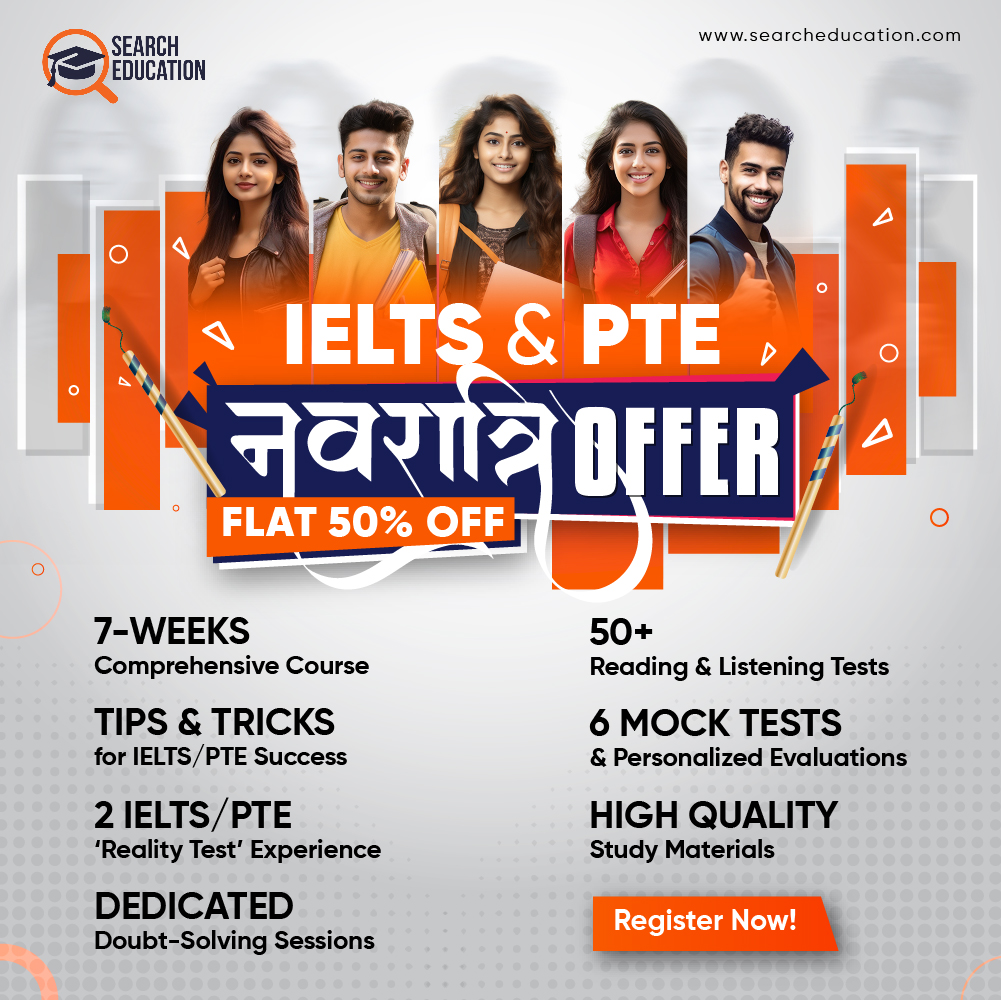 SEARCH
EDUCATION
www.searcheducation.com
IELTS & PTE
नवरात्रि OFFER
FLAT 50% OFF
7-WEEKS
Comprehensive Course
TIPS & TRICKS
for IELTS/PTE Success
2 IELTS/PTE
‘Reality Test’ Experience
DEDICATED
Doubt-Solving Sessions
50+
Reading & Listening Tests
6 MOCK TESTS
& Personalized Evaluations
HIGH QUALITY
Study Materials
Register Now!